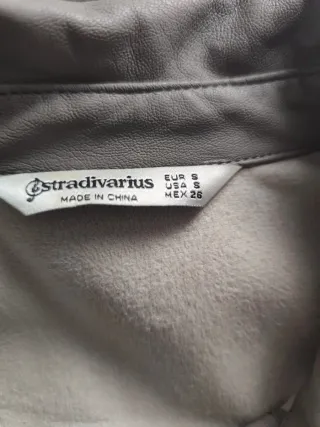 stradivarius
MADE IN CHINA
EUR S
USA S
MEX 26